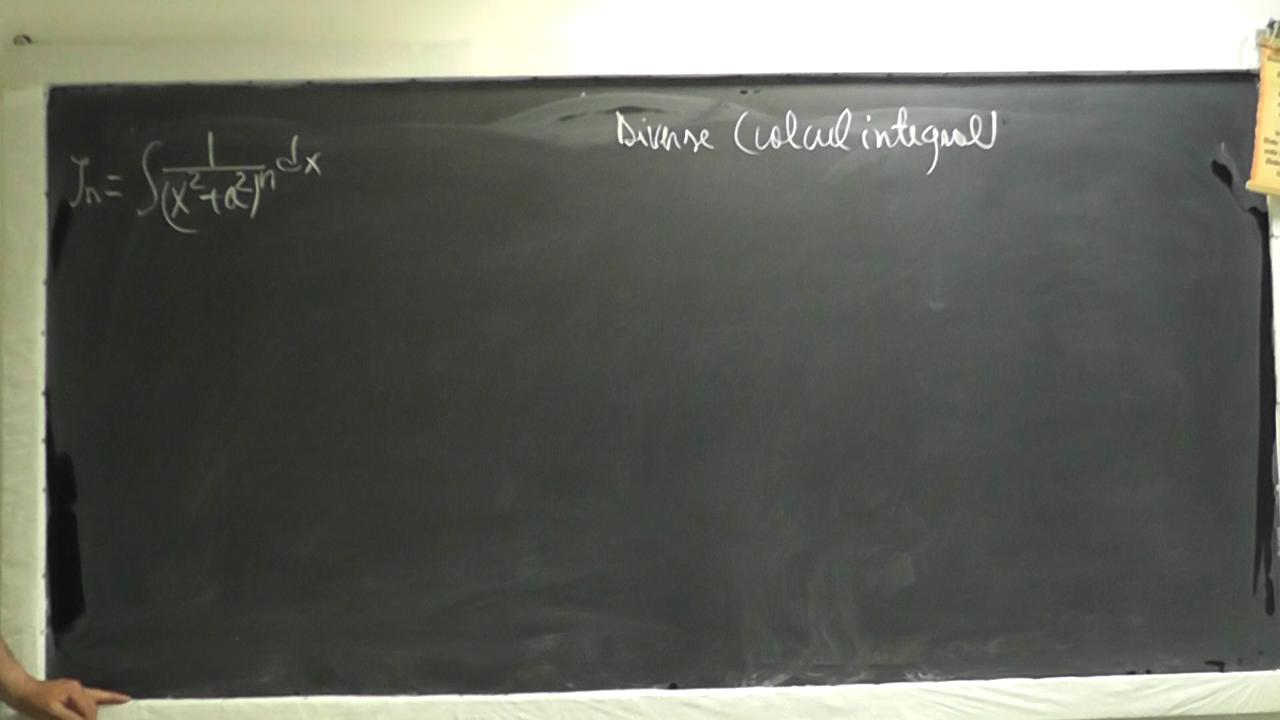 Diverse (calcul integral)
Jn = ∫ 1/(x²+a²)ⁿ dx